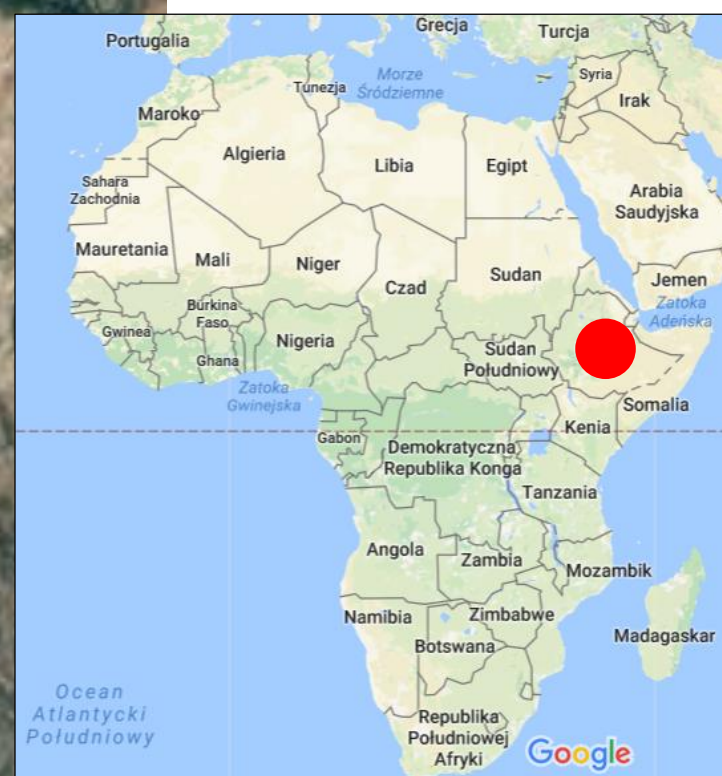 Grecja
Turcja
Portugalia
Morze
Śródziemne
Syria
Tunezja
Irak
Maroko
Algieria
Libia
Egipt
Sahara
Zachodnia
Arabia
Saudyjska
Mauretania
Mali
Niger
Czad
Sudan
Jemen
Zatoka
Adeńska
Burkina
Faso
Gwinea
Nigeria
Ghana
Sudan
Południowy
Zatoka
Gwinejska
Somalia
Kenia
Gabon
Demokratyczna
Republika Konga
Tanzania
Angola
Zambia
Mozambik
Namibia
Zimbabwe
Botswana
Madagaskar
Ocean
Atlantycki
Południowy
Republika
Południowej
Afryki
Google